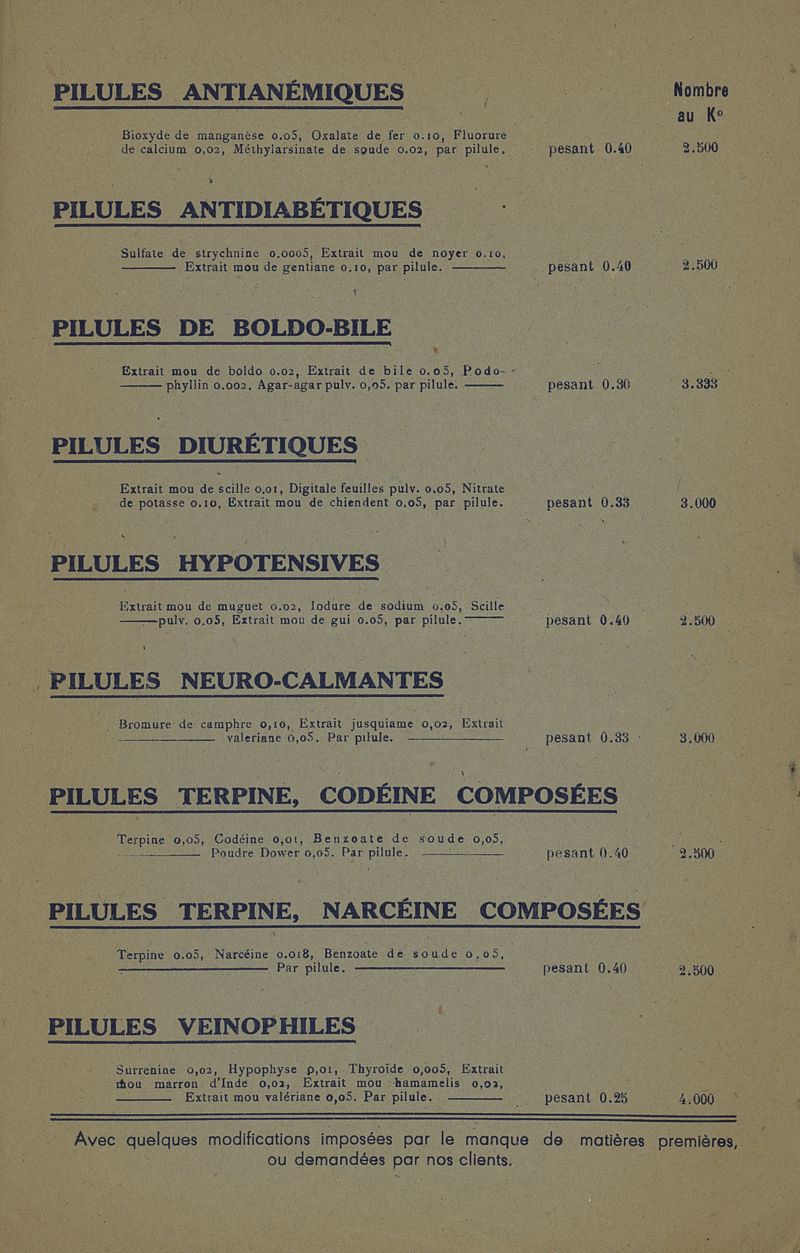 PILULES ANTIANÉMIQUES
Nombre
au Kº
Bioxyde de manganèse 0.05, Oxalate de fer 0.10, Fluorure
de calcium 0.02, Méthylarsinate de soude 0.02, par pilule. pesant 0.40 2.500
PILULES ANTIDIABÉTIQUES
Sulfate de strychnine 0.0005, Extrait mou de noyer 0.10,
Extrait mou de gentiane 0.10, par pilule. pesant 0.40 2.500
PILULES DE BOLDO-BILE
Extrait mou de boldo 0.02, Extrait de bile 0.05, Podo-
phyllin 0.002, Agar-agar pulv. 0,05. par pilule. pesant 0.30 3.333
PILULES DIURÉTIQUES
Extrait mou de scille 0.01, Digitale feuilles pulv. 0.05, Nitrate
de potasse 0.10, Extrait mou de chiendent 0.05, par pilule. pesant 0.33 3.000
PILULES HYPOTENSIVES
Extrait mou de muguet 0.02, Iodure de sodium 0.05, Scille
pulv. 0.05, Extrait mou de gui 0.05, par pilule. pesant 0.40 2.500
PILULES NEURO-CALMANTES
Bromure de camphre 0,10, Extrait jusquiame 0,02, Extrait
valeriane 0,05. Par pilule. pesant 0.33 3.000
PILULES TERPINE, CODÉINE COMPOSÉES
Terpine 0,05, Codéine 0,01, Benzoate de soude 0,05,
Poudre Dower 0,05. Par pilule. pesant 0.40 2.500
PILULES TERPINE, NARCÉINE COMPOSÉES
Terpine 0.05, Narcéine 0.018, Benzoate de soude 0.05,
Par pilule. pesant 0.40 2.500
PILULES VEINOPHILES
Surrenine 0,02, Hypophyse 0,01, Thyroïde 0,005, Extrait
mou marron d'Inde 0,02, Extrait mou hamamelis 0,02,
Extrait mou valériane 0,05. Par pilule. pesant 0.25 4.000
Avec quelques modifications imposées par le manque de matières premières,
ou demandées par nos clients.